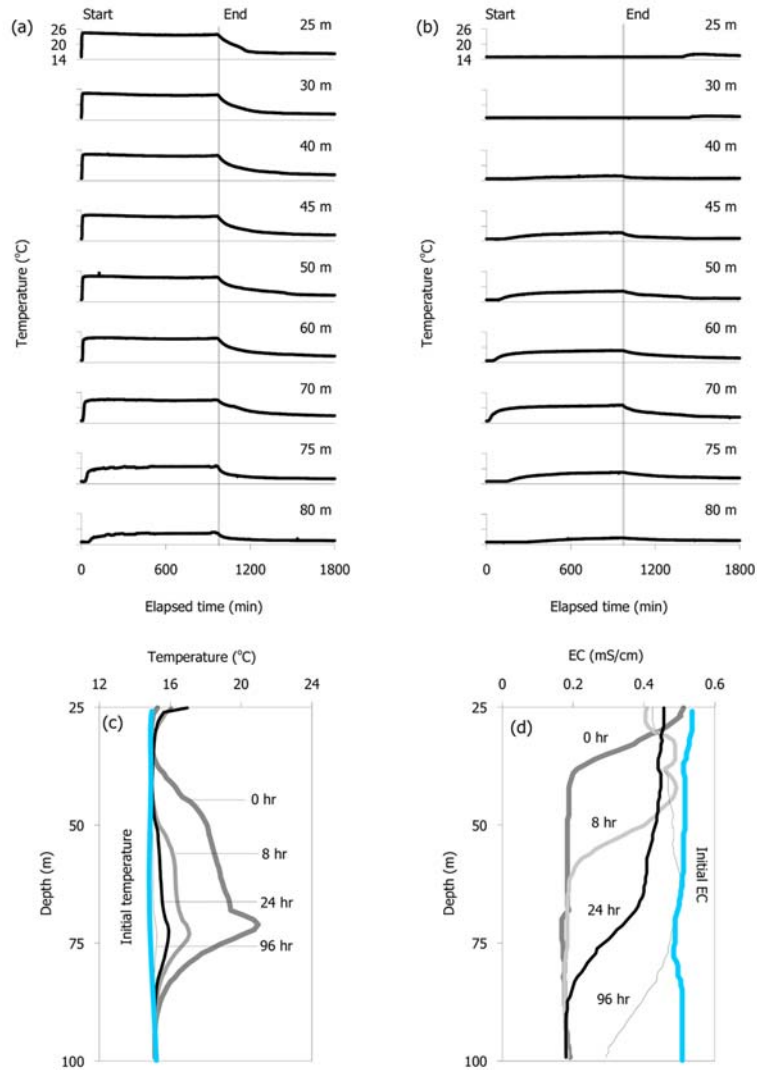 (a) Start End 25 m
26
20
14
30 m
40 m
45 m
50 m
60 m
70 m
75 m
80 m
Temperature (°C)
0 600 1200 1800
Elapsed time (min)
(b) Start End 25 m
26
20
14
30 m
40 m
45 m
50 m
60 m
70 m
75 m
80 m
Temperature (°C)
0 600 1200 1800
Elapsed time (min)
Temperature (°C)
12 16 20 24
25
(c)
0 hr
50
8 hr
24 hr
75
96 hr
100
Depth (m)
Initial temperature
EC (mS/cm)
0 0.2 0.4 0.6
25
(d)
0 hr
50
8 hr
24 hr
75
96 hr
100
Depth (m)
Initial EC